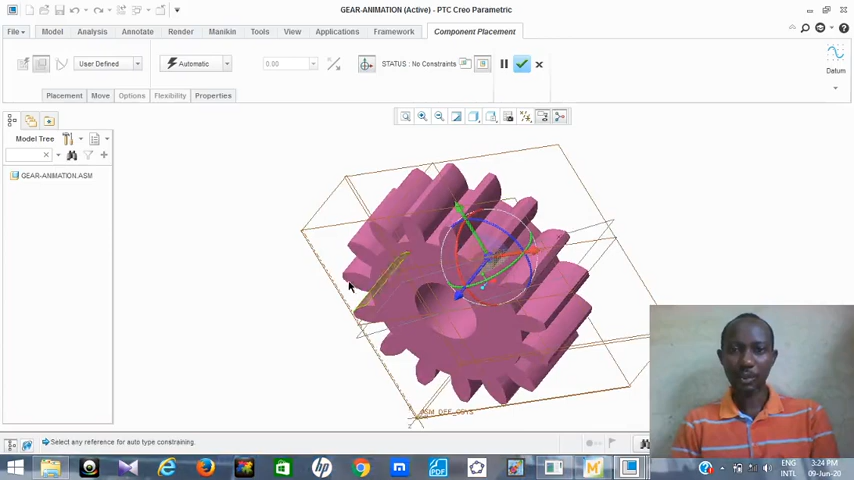 GEAR-ANIMATION (Active) - PTC Creo Parametric
File
Model
Analysis
Annotate
Render
Manikin
Tools
View
Applications
Framework
Component Placement
User Defined
Automatic
0.00
STATUS : No Constraints
Datum
Placement
Move
Options
Flexibility
Properties
Model Tree
GEAR-ANIMATION.ASM
ASM_DEF_CSYS
Select any reference for auto type constraining.
hp
PDF
ENG
INTL
3:24 PM
09-Jun-20